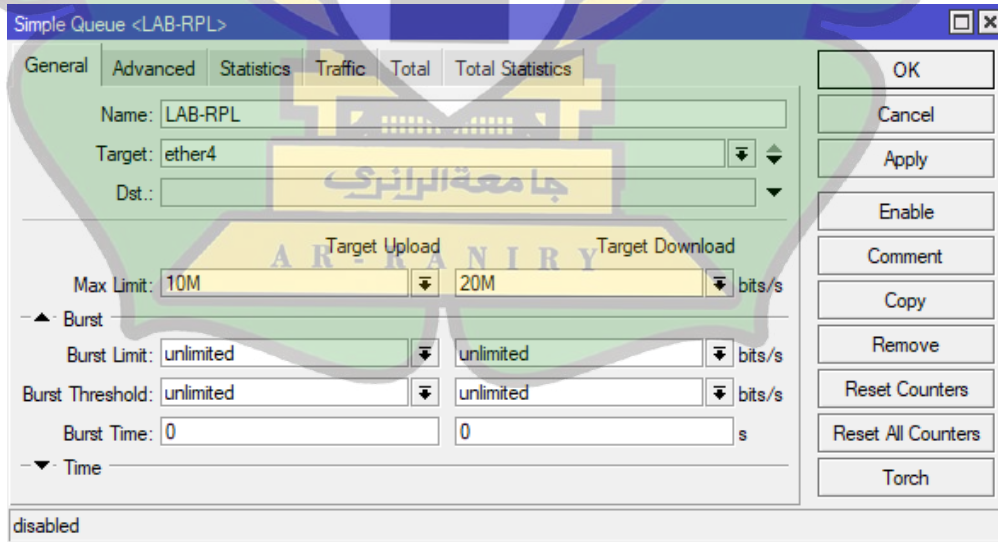 Simple Queue <LAB-RPL>
General Advanced Statistics Traffic Total Total Statistics
Name: LAB-RPL
Target: ether4
Dst.:
جامعة الرانري
A R - R A N I R Y
Target Upload Target Download
Max Limit: 10M 20M bits/s
Burst
Burst Limit: unlimited unlimited bits/s
Burst Threshold: unlimited unlimited bits/s
Burst Time: 0 0 s
Time
OK
Cancel
Apply
Enable
Comment
Copy
Remove
Reset Counters
Reset All Counters
Torch
disabled